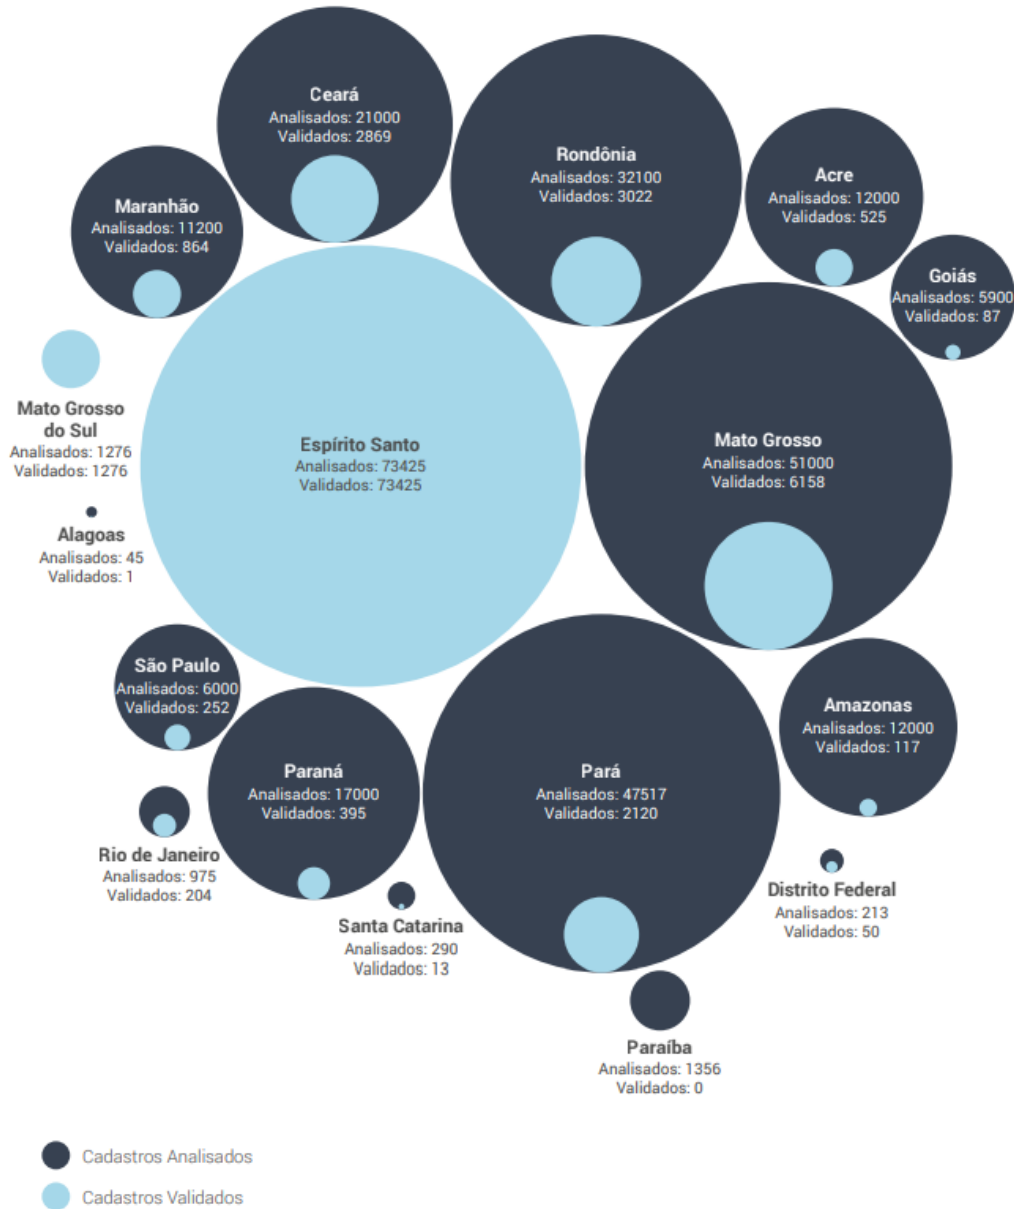 Ceará
Analisados: 21000
Validados: 2869
Rondônia
Analisados: 32100
Validados: 3022
Acre
Analisados: 12000
Validados: 525
Maranhão
Analisados: 11200
Validados: 864
Goiás
Analisados: 5900
Validados: 87
Mato Grosso
do Sul
Analisados: 1276
Validados: 1276
Espírito Santo
Analisados: 73425
Validados: 73425
Mato Grosso
Analisados: 51000
Validados: 6158
Alagoas
Analisados: 45
Validados: 1
São Paulo
Analisados: 6000
Validados: 252
Paraná
Analisados: 17000
Validados: 395
Pará
Analisados: 47517
Validados: 2120
Amazonas
Analisados: 12000
Validados: 117
Rio de Janeiro
Analisados: 975
Validados: 204
Santa Catarina
Analisados: 290
Validados: 13
Distrito Federal
Analisados: 213
Validados: 50
Paraíba
Analisados: 1356
Validados: 0
Cadastros Analisados
Cadastros Validados